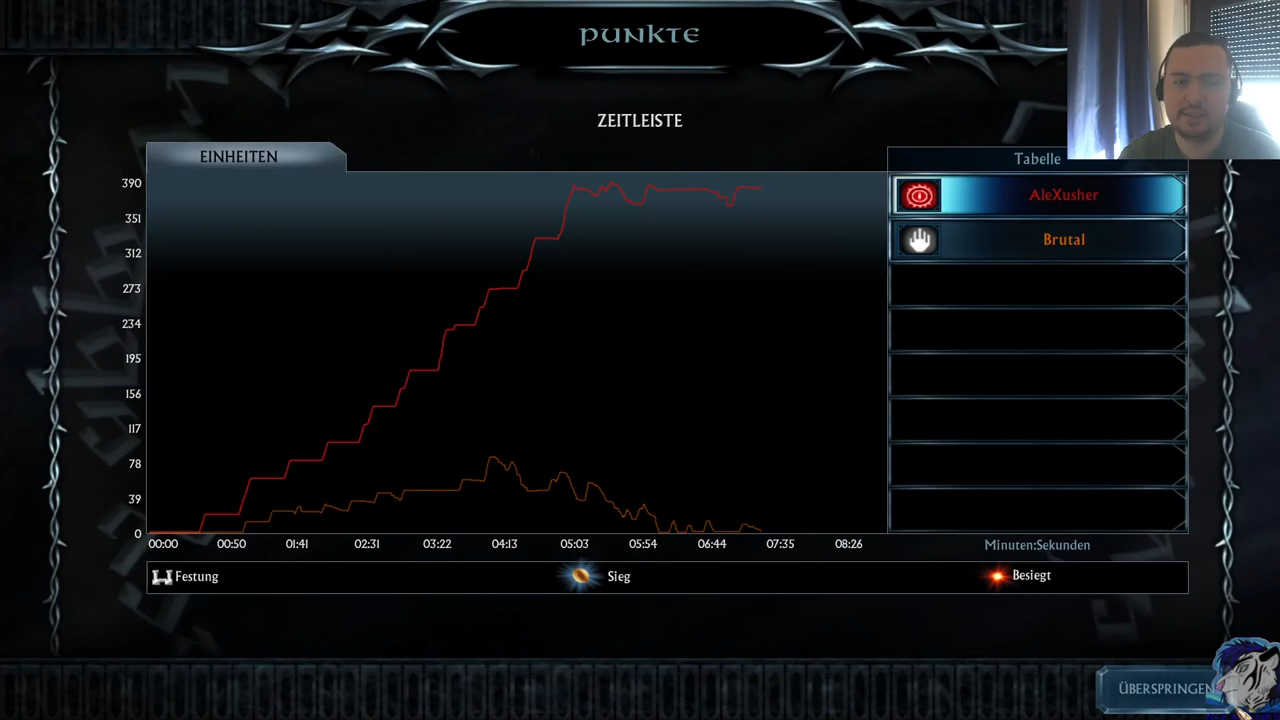 PUNKTE
ZEITLEISTE
EINHEITEN
Tabelle
AleXusher
Brutal
390
351
312
273
234
195
156
117
78
39
0
00:00 00:50 01:41 02:31 03:22 04:13 05:03 05:54 06:44 07:35 08:26
Minuten:Sekunden
Festung Sieg Besiegt
ÜBERSPRINGEN